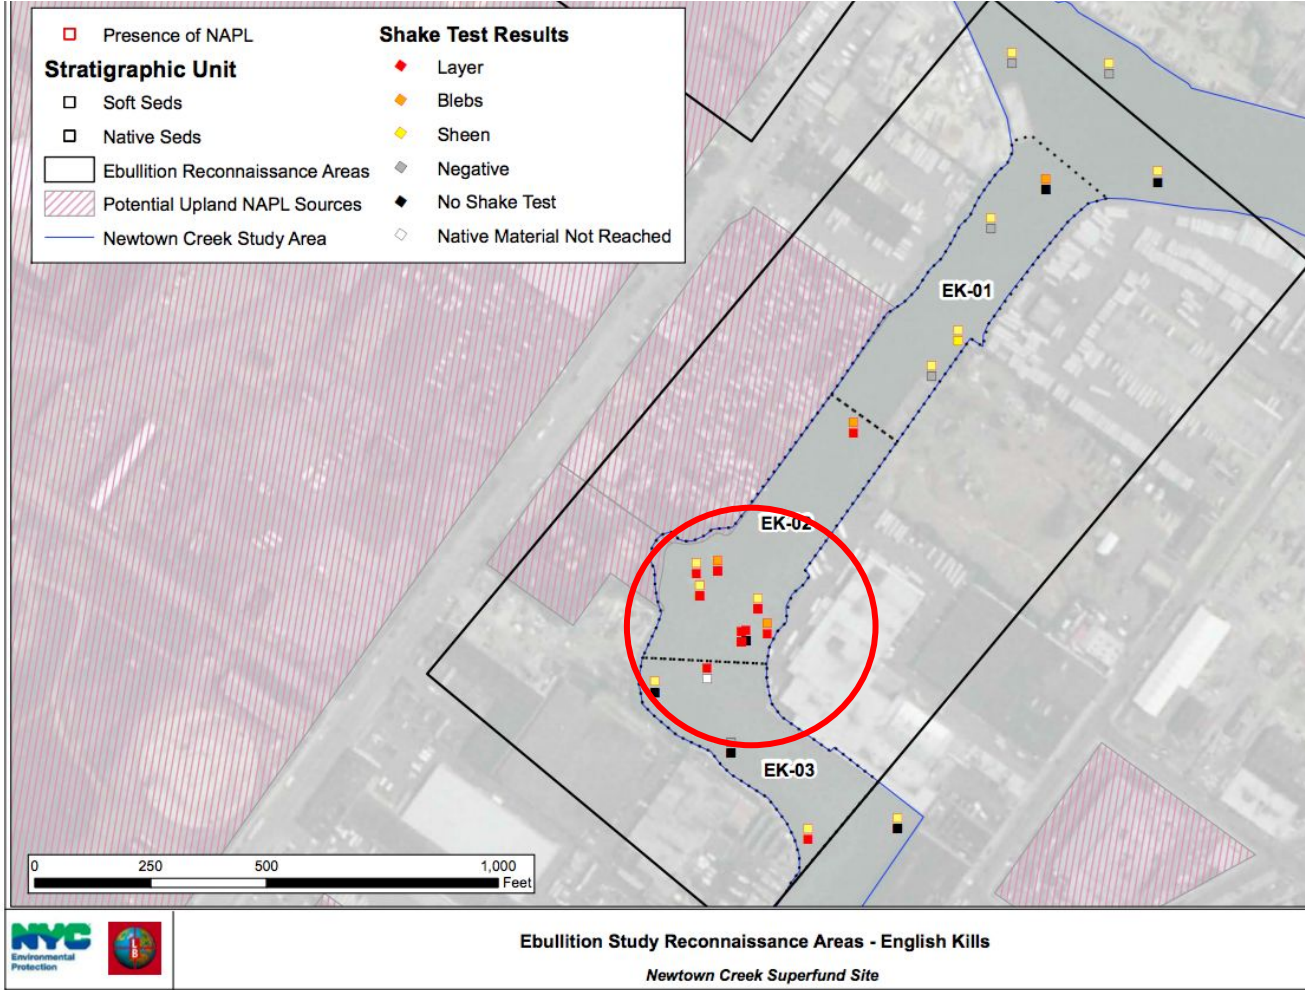 Presence of NAPL
Stratigraphic Unit
Soft Seds
Native Seds
Ebullition Reconnaissance Areas
Potential Upland NAPL Sources
Newtown Creek Study Area
Shake Test Results
Layer
Blebs
Sheen
Negative
No Shake Test
Native Material Not Reached
EK-01
EK-02
EK-03
0 250 500 1,000
Feet
NYC
Environmental
Protection
L
B
Ebullition Study Reconnaissance Areas - English Kills
Newtown Creek Superfund Site